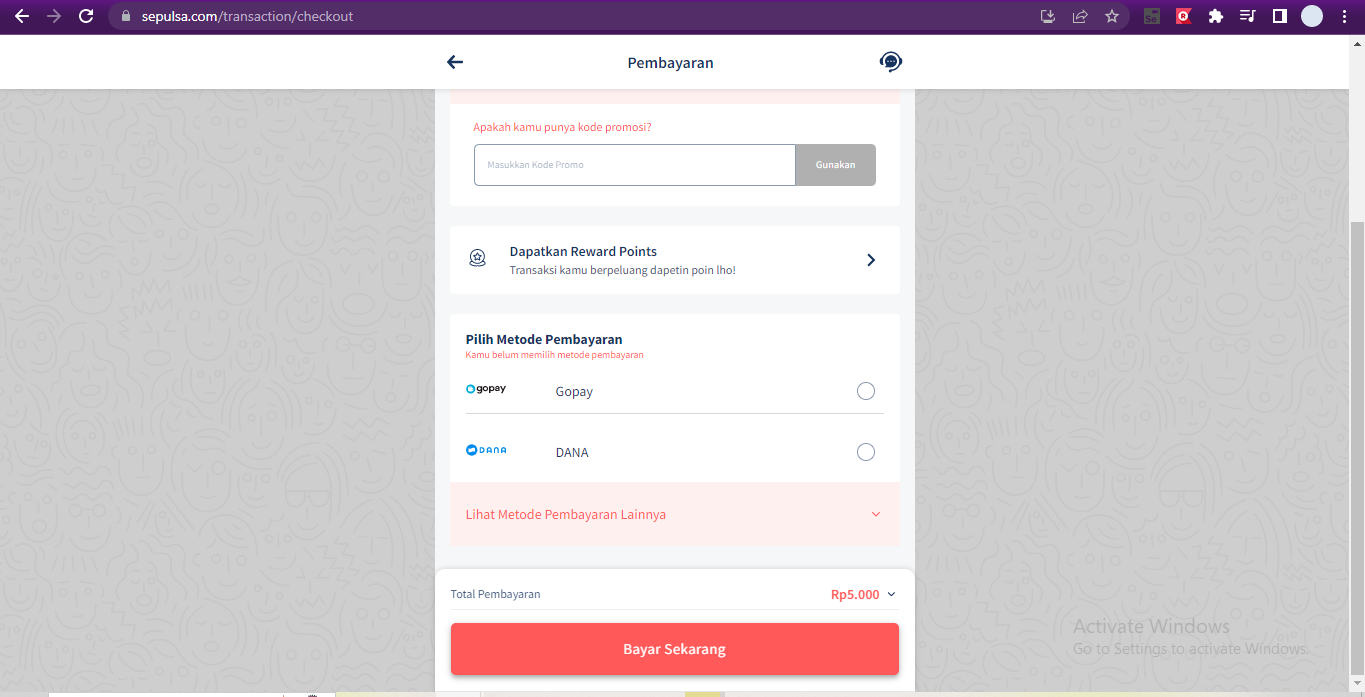 sepulsa.com/transaction/checkout
Pembayaran
Apakah kamu punya kode promosi?
Masukkan Kode Promo
Gunakan
Dapatkan Reward Points
Transaksi kamu berpeluang dapetin poin lho!
Pilih Metode Pembayaran
Kamu belum memilih metode pembayaran
gopay Gopay
DANA DANA
Lihat Metode Pembayaran Lainnya
Total Pembayaran Rp5.000
Bayar Sekarang
Activate Windows
Go to Settings to activate Windows.